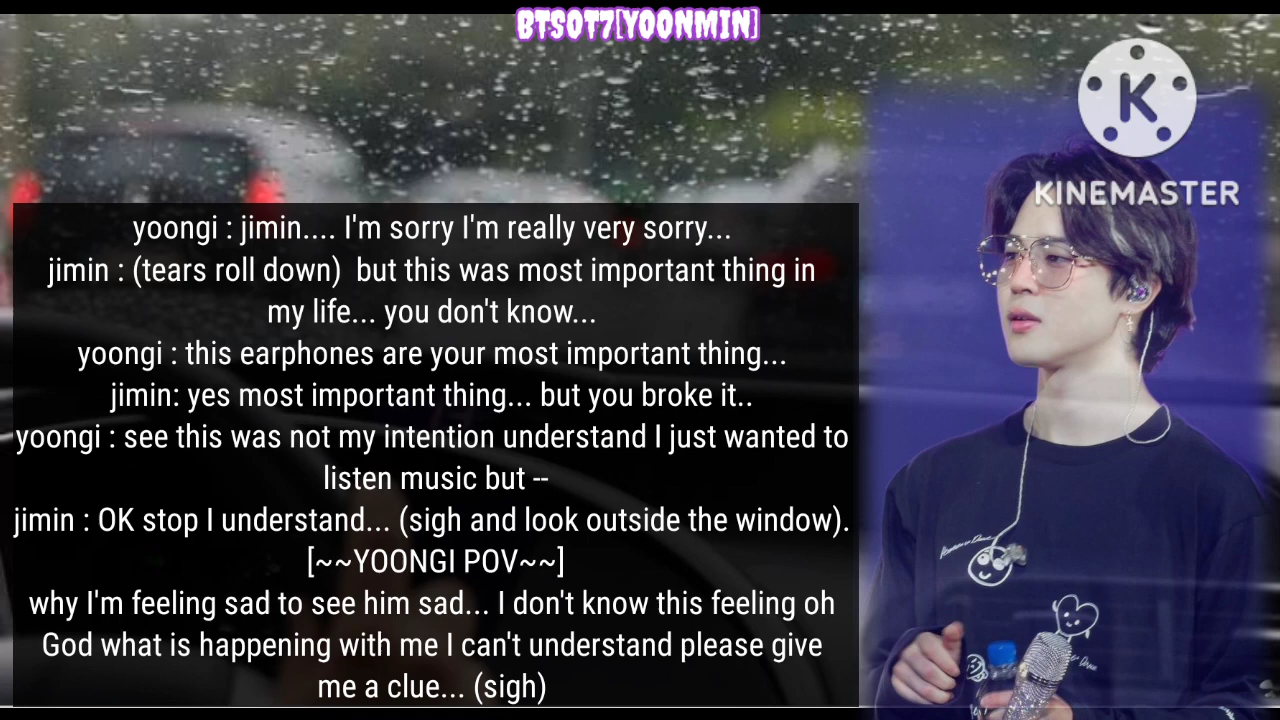 BTSOT7[YOONMIN]
K
KINEMASTER
yoongi : jimin.... I'm sorry I'm really very sorry...
jimin : (tears roll down)  but this was most important thing in
my life... you don't know...
yoongi : this earphones are your most important thing...
jimin: yes most important thing... but you broke it..
yoongi : see this was not my intention understand I just wanted to
listen music but --
jimin : OK stop I understand... (sigh and look outside the window).
[~~YOONGI POV~~]
why I'm feeling sad to see him sad... I don't know this feeling oh
God what is happening with me I can't understand please give
me a clue... (sigh)